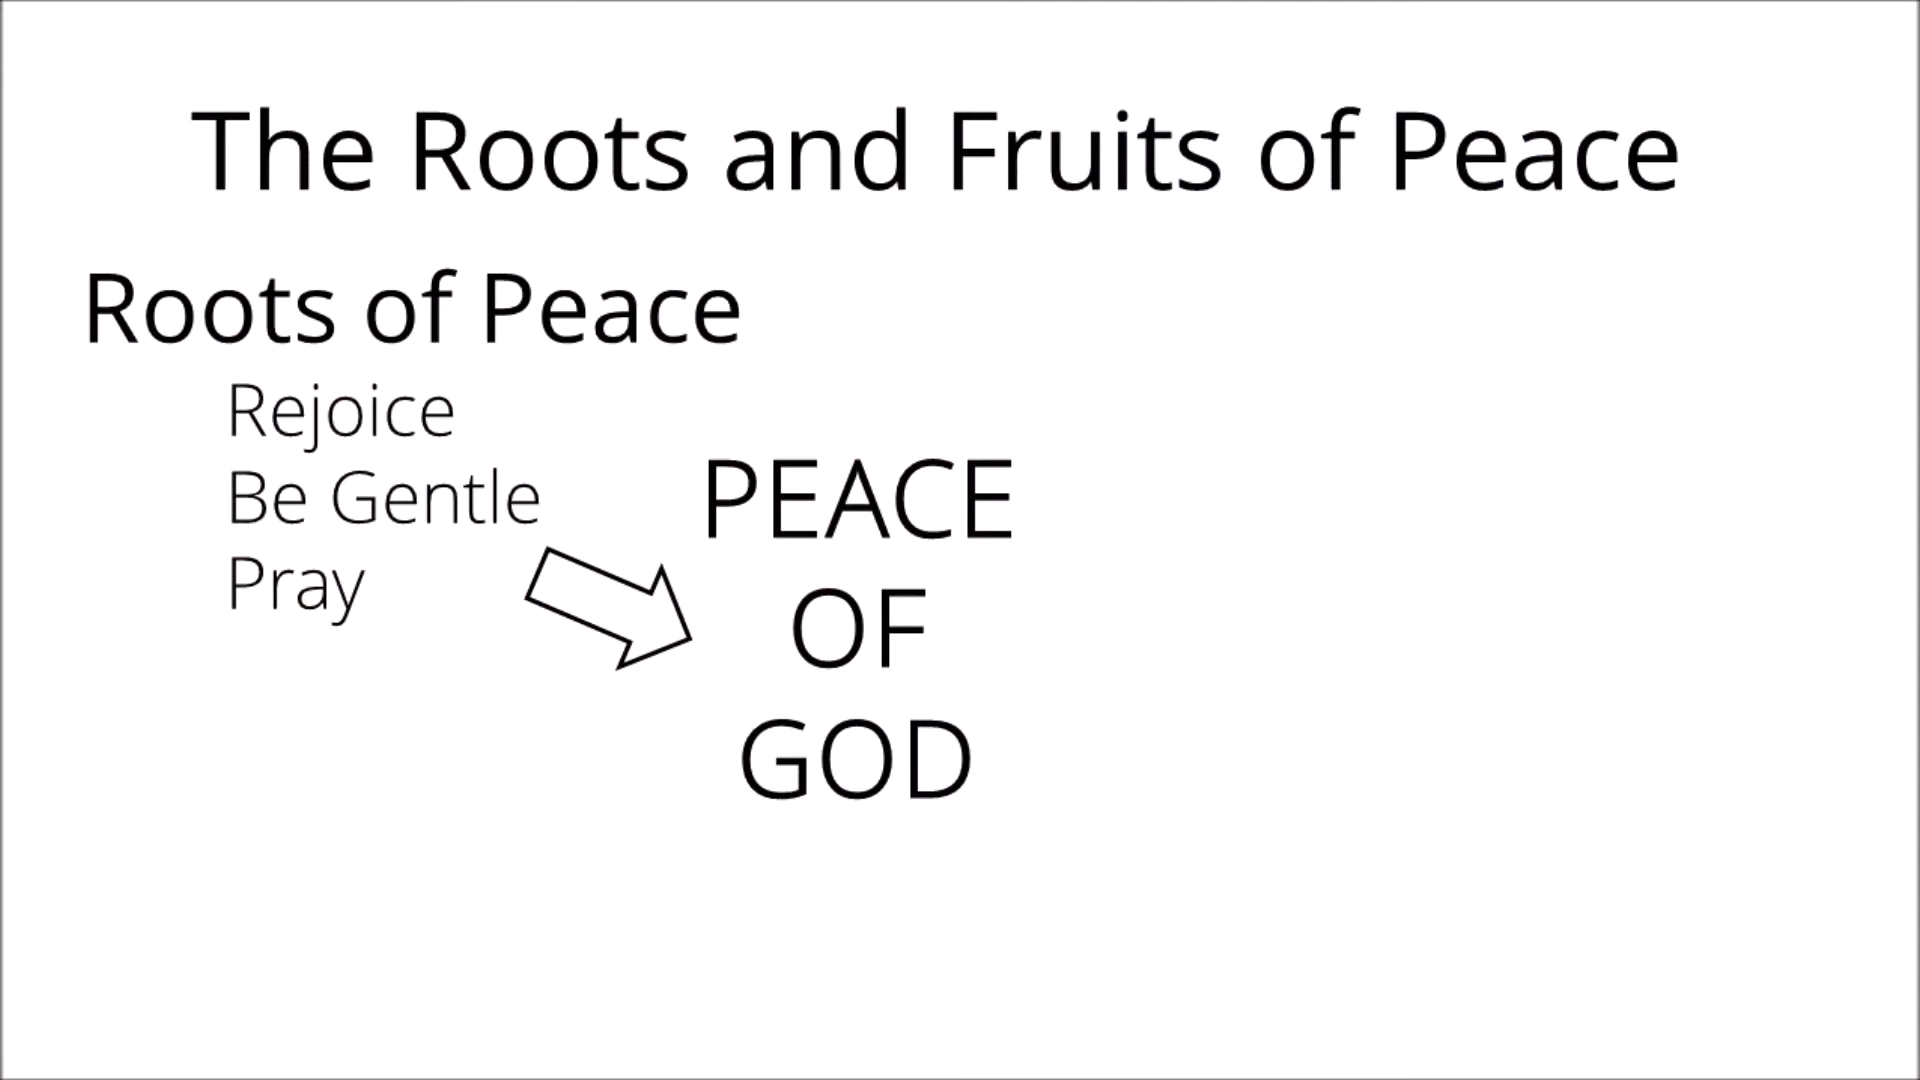 The Roots and Fruits of Peace
Roots of Peace
Rejoice
Be Gentle
Pray
PEACE
OF
GOD